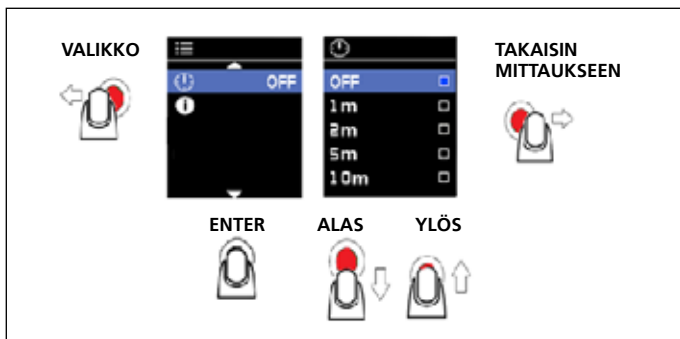 VALIKKO
OFF
OFF
1m
2m
5m
10m
TAKAISIN
MITTAUKSEEN
ENTER
ALAS
YLÖS